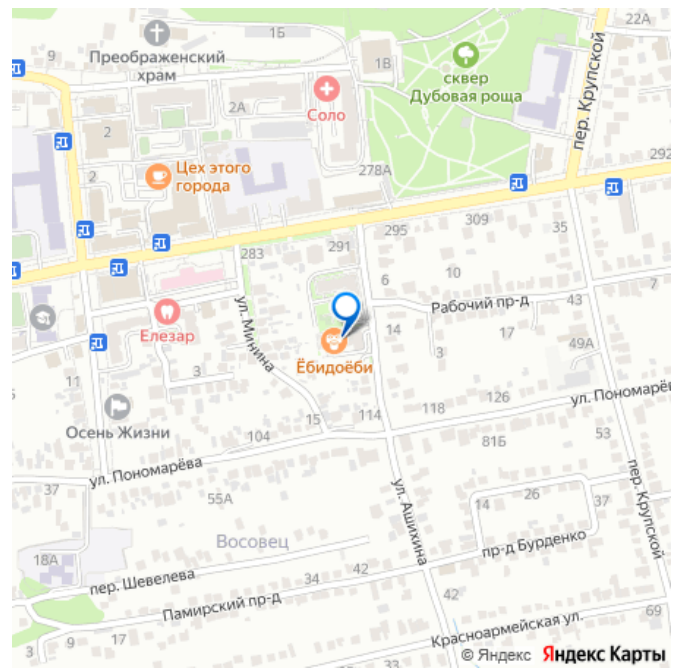 22А
9
1Б
Преображенский
храм
1В
сквер
Дубовая роща
пер. Крупской
2А
Соло
2
Цех этого
города
2
278А
292
283
291
295
309
35
6
10
7
Рабочий пр-д
43
ул. Минина
Елезар
14
17
3
49А
Ёбидоёби
3
11
Осень Жизни
15
114
118
126
ул. Пономарёв
104
ул. Пономарёва
81Б
53
37
55А
ул. Ашихина
14
26
37
пер. Крупской
Восовец
18А
пр-д Бурденко
пер. Шевелева
34
42
Памирский пр-д
42
3
9
17
Красноармейская ул.
69
© Яндекс Яндекс Карты